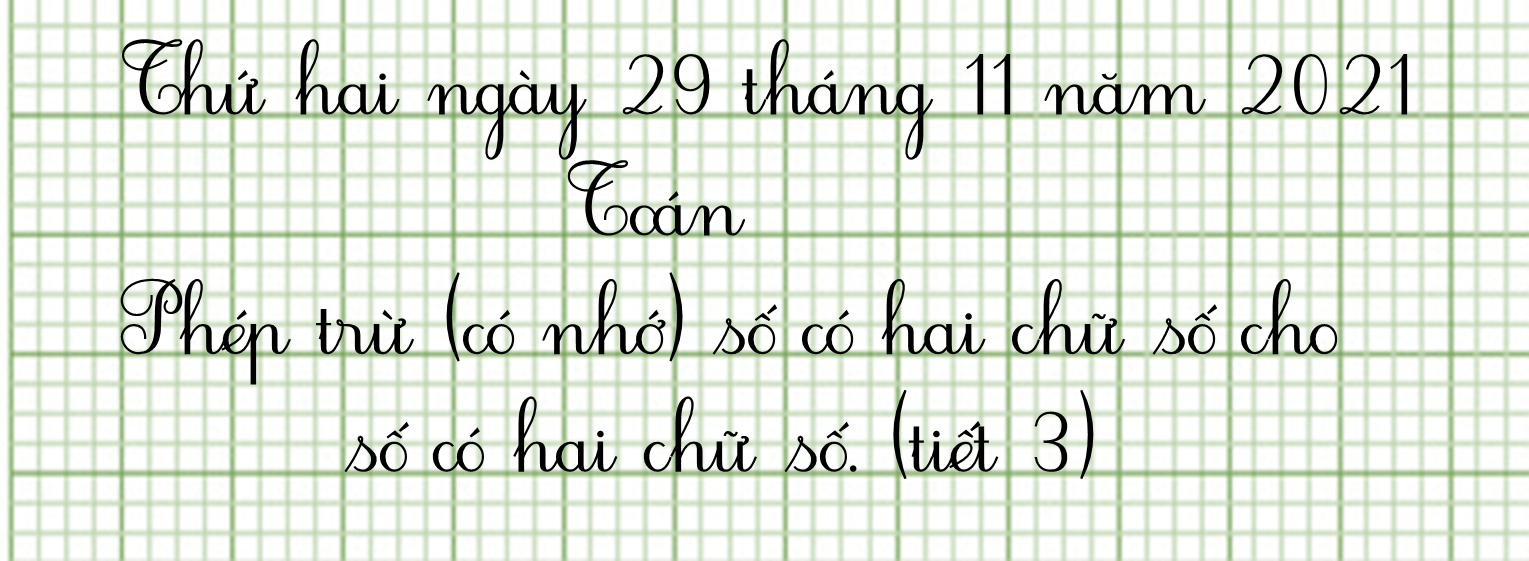 Thứ hai ngày 29 tháng 11 năm 2021
Toán
Phép trừ (có nhớ) số có hai chữ số cho
số có hai chữ số. (tiết 3)